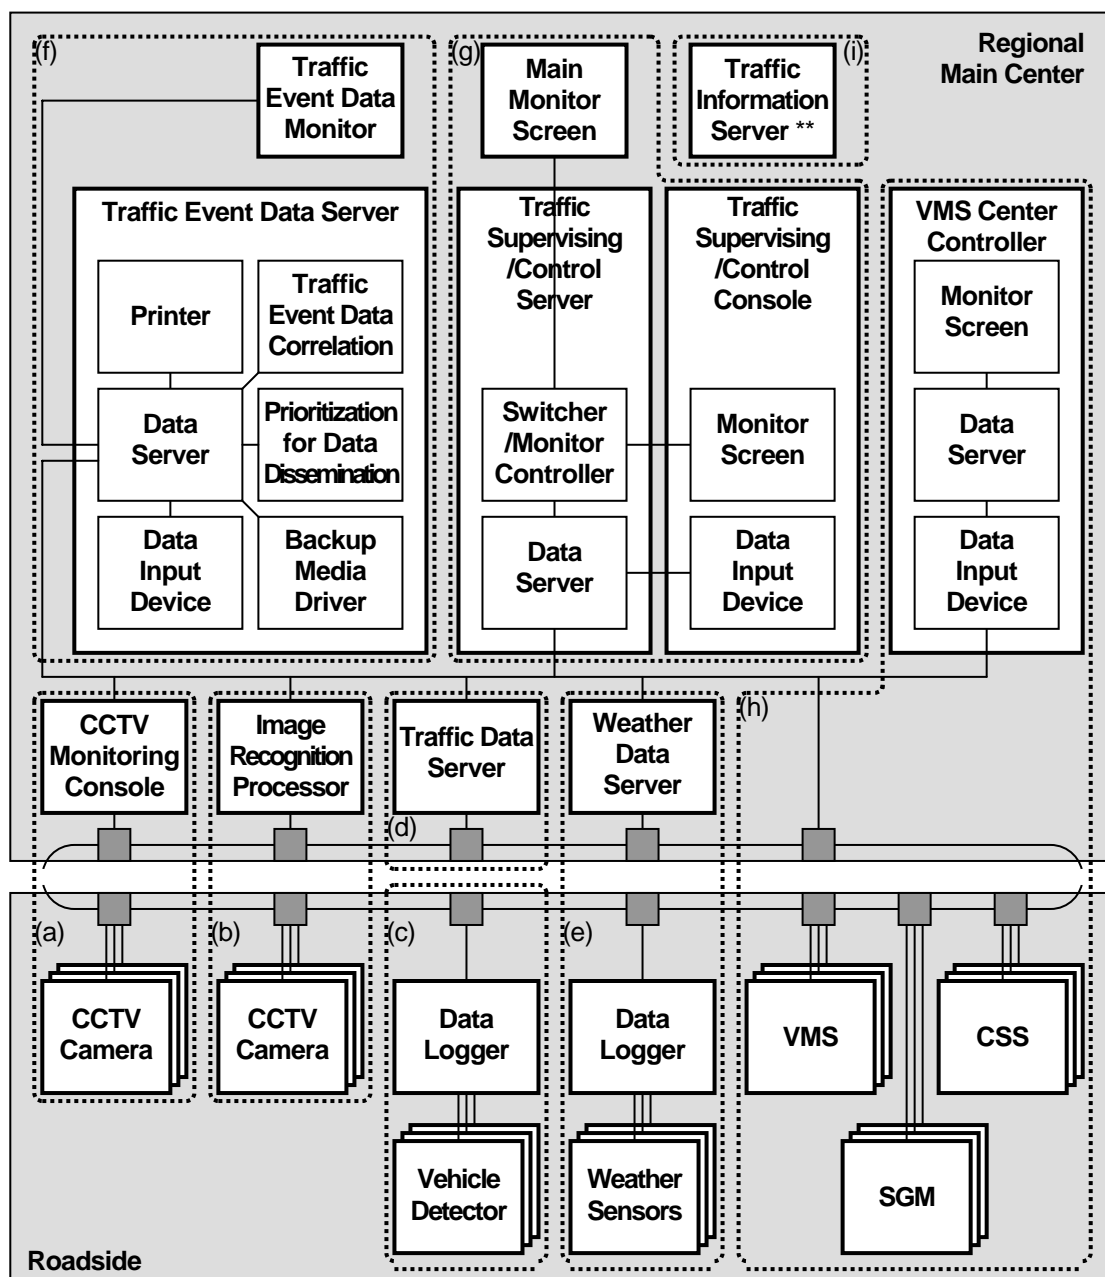 (f)
Traffic
Event Data
Monitor
(g)
Main
Monitor
Screen
Traffic
Information
Server **
(i)
Regional
Main Center
Traffic Event Data Server
Printer
Traffic
Event Data
Correlation
Data
Server
Prioritization
for Data
Dissemination
Data
Input
Device
Backup
Media
Driver
Traffic
Supervising
/Control
Server
Switcher
/Monitor
Controller
Data
Server
Traffic
Supervising
/Control
Console
Monitor
Screen
Data
Input
Device
VMS Center
Controller
Monitor
Screen
Data
Server
Data
Input
Device
CCTV
Monitoring
Console
Image
Recognition
Processor
Traffic Data
Server
(d)
Weather
Data
Server
(h)
(a)
CCTV
Camera
(b)
CCTV
Camera
(c)
Data
Logger
Vehicle
Detector
(e)
Data
Logger
Weather
Sensors
VMS
SGM
CSS
Roadside